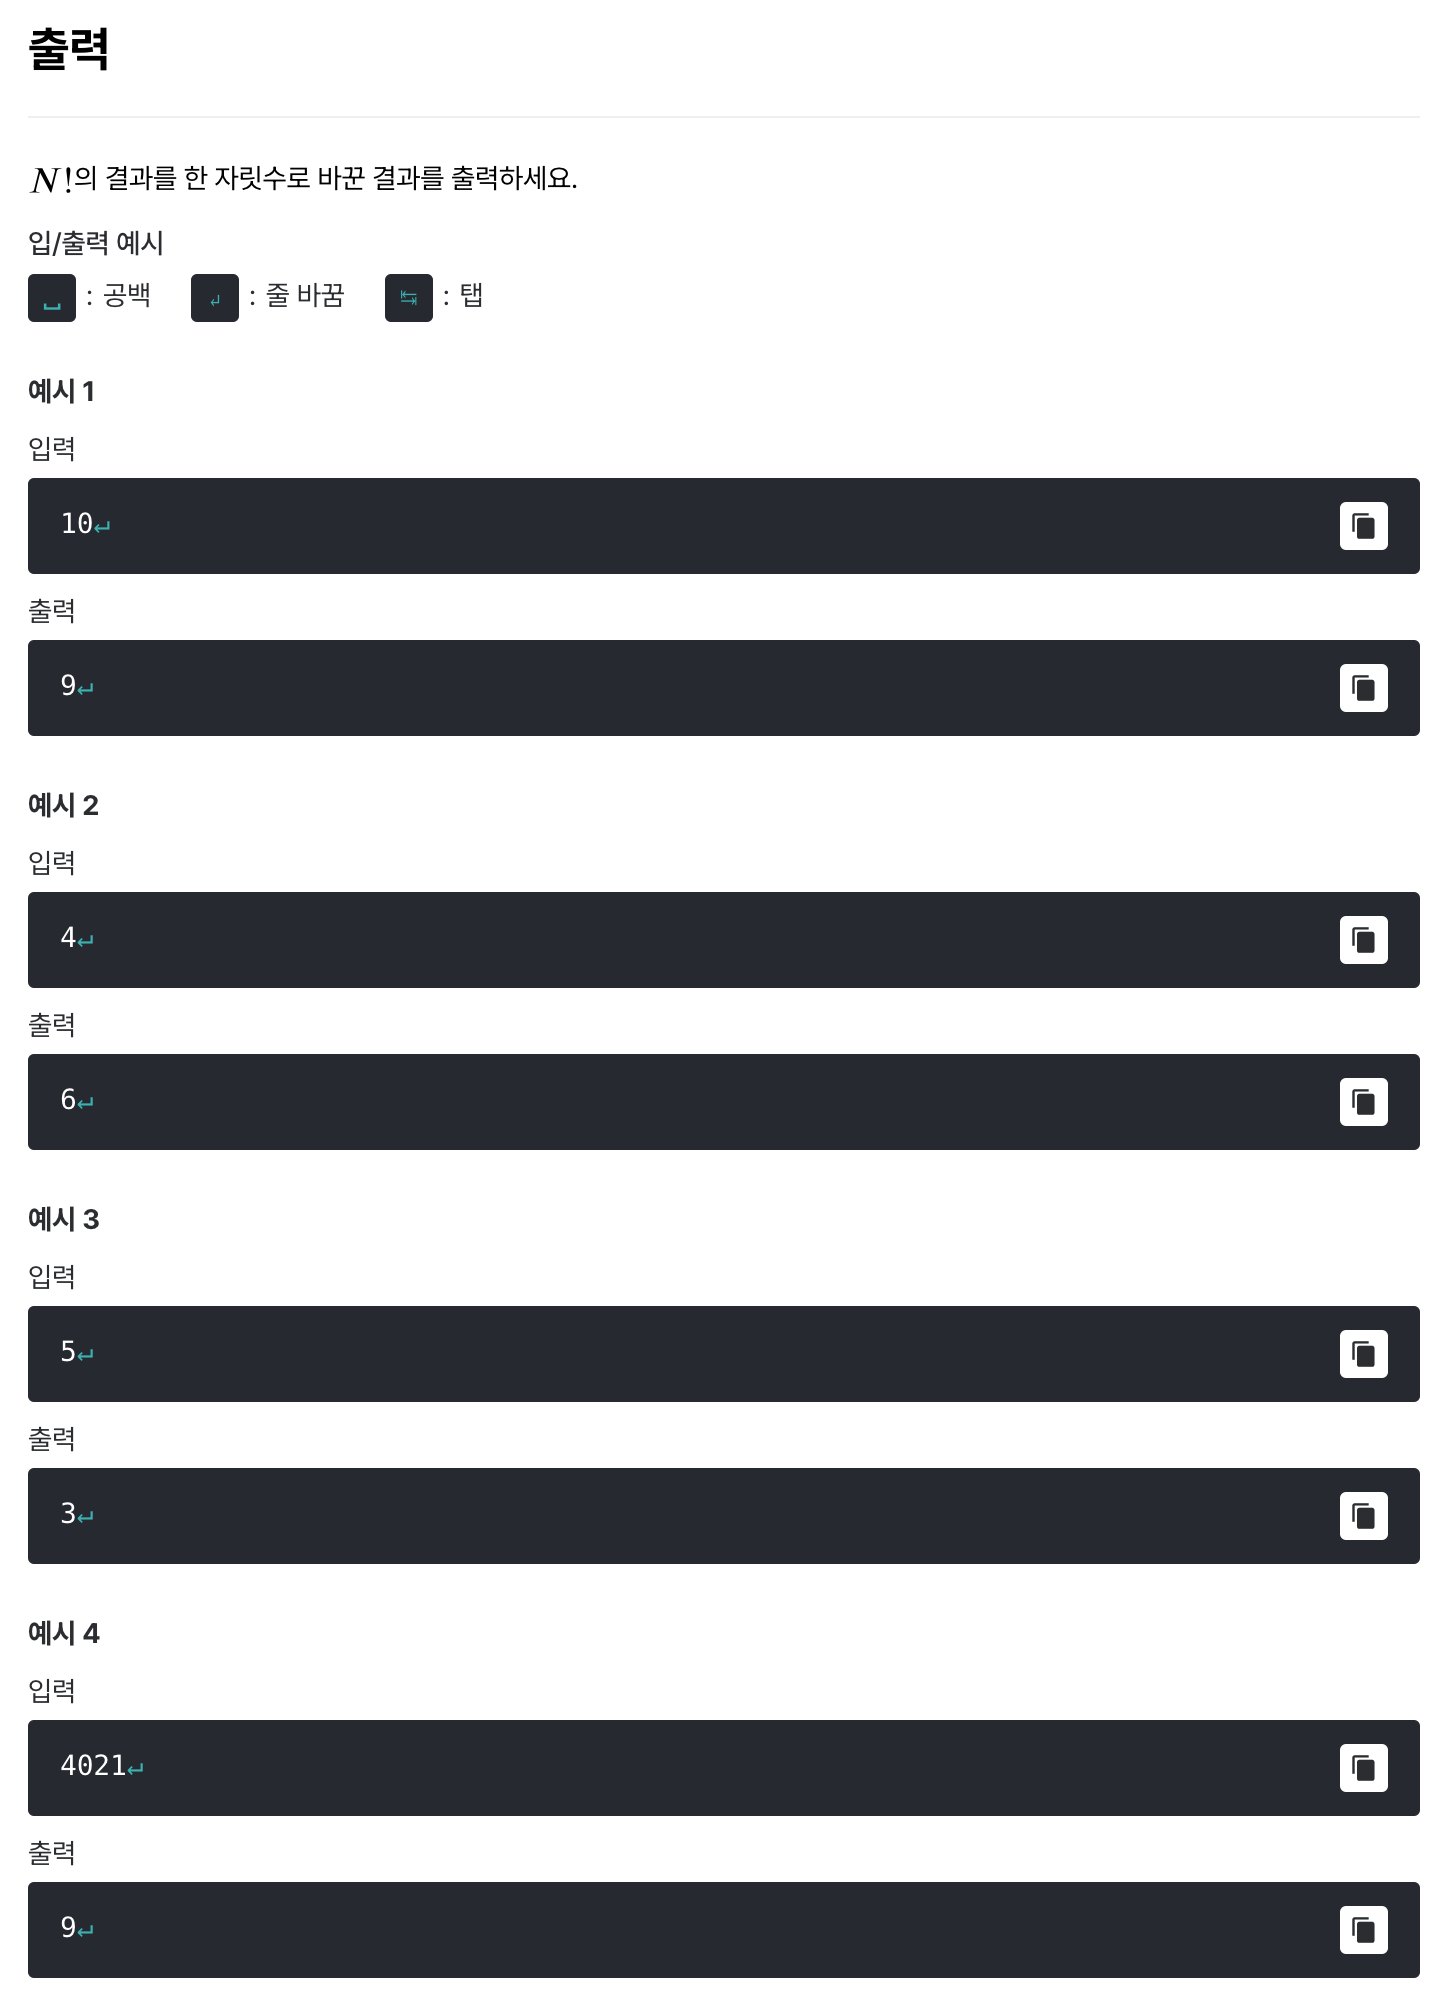 출력
N!의 결과를 한 자릿수로 바꾼 결과를 출력하세요.
입/출력 예시
␣ : 공백 ↵ : 줄 바꿈 ↹ : 탭
예시 1
입력
10↵
출력
9↵
예시 2
입력
4↵
출력
6↵
예시 3
입력
5↵
출력
3↵
예시 4
입력
4021↵
출력
9↵